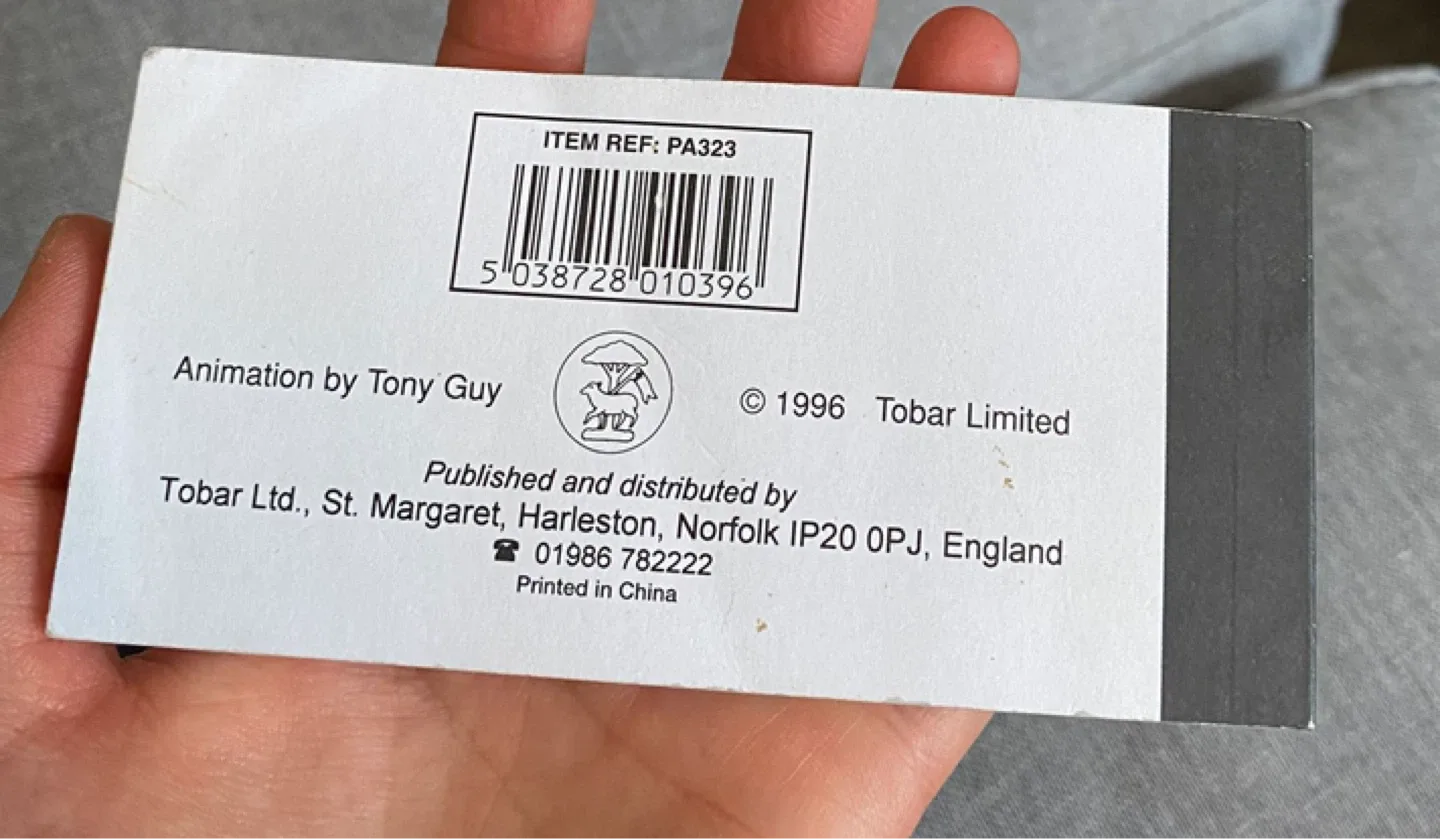 ITEM REF: PA323
5 038728 010396
Animation by Tony Guy
© 1996 Tobar Limited
Published and distributed by
Tobar Ltd., St. Margaret, Harleston, Norfolk IP20 0PJ, England
☎ 01986 782222
Printed in China